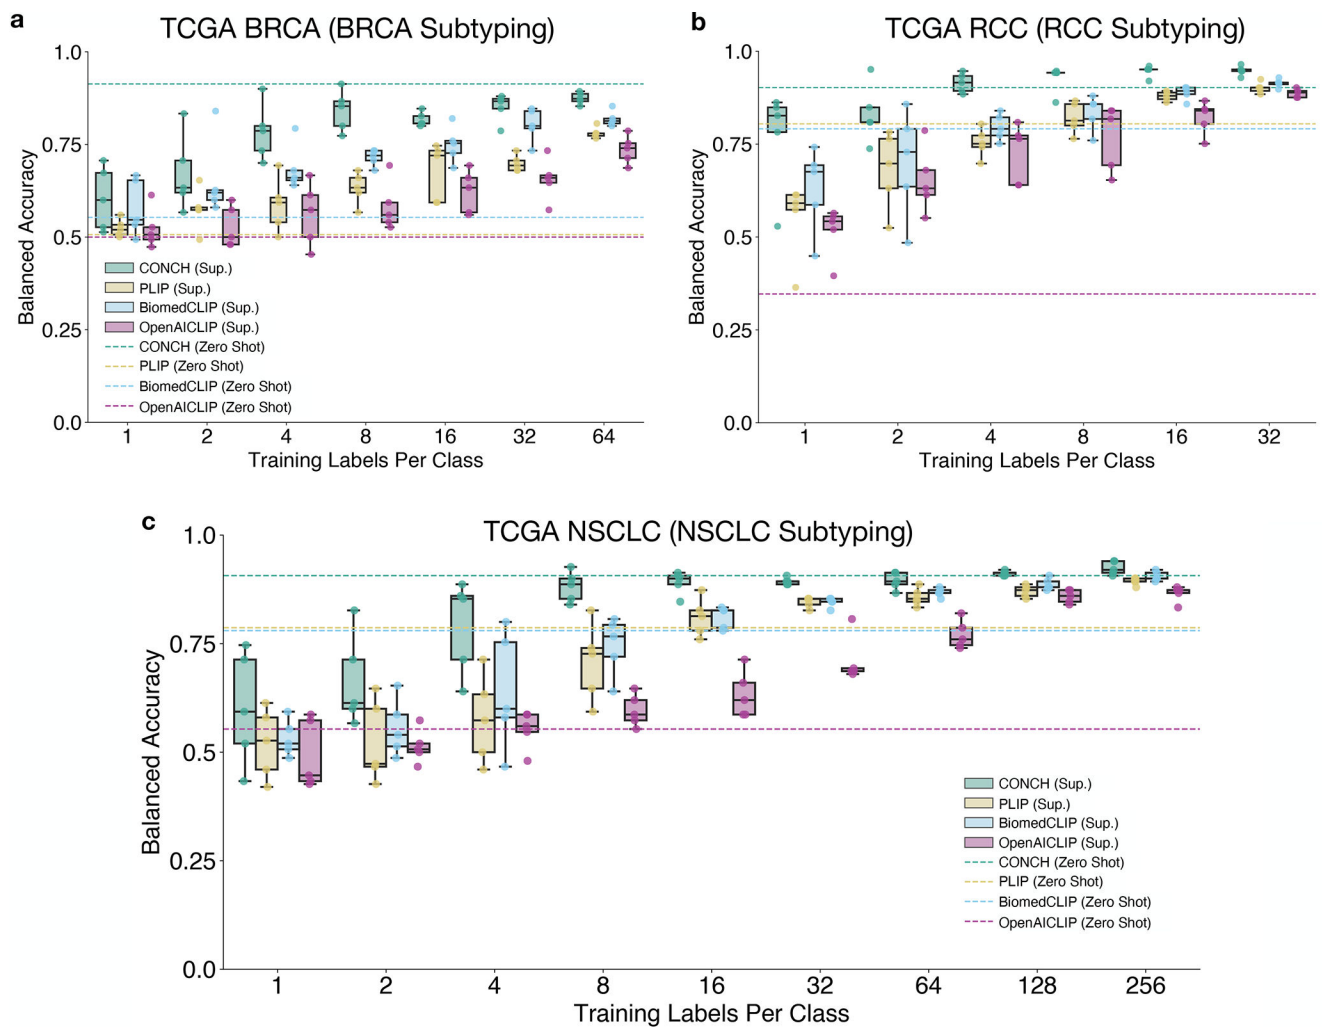 a
TCGA BRCA (BRCA Subtyping)
1.0
0.75
0.5
0.25
0.0
Balanced Accuracy
CONCH (Sup.)
PLIP (Sup.)
BiomedCLIP (Sup.)
OpenAICLIP (Sup.)
CONCH (Zero Shot)
PLIP (Zero Shot)
BiomedCLIP (Zero Shot)
OpenAICLIP (Zero Shot)
1 2 4 8 16 32 64
Training Labels Per Class
b
TCGA RCC (RCC Subtyping)
1.0
0.75
0.5
0.25
0.0
Balanced Accuracy
1 2 4 8 16 32
Training Labels Per Class
c
TCGA NSCLC (NSCLC Subtyping)
1.0
0.75
0.5
0.25
0.0
Balanced Accuracy
CONCH (Sup.)
PLIP (Sup.)
BiomedCLIP (Sup.)
OpenAICLIP (Sup.)
CONCH (Zero Shot)
PLIP (Zero Shot)
BiomedCLIP (Zero Shot)
OpenAICLIP (Zero Shot)
1 2 4 8 16 32 64 128 256
Training Labels Per Class